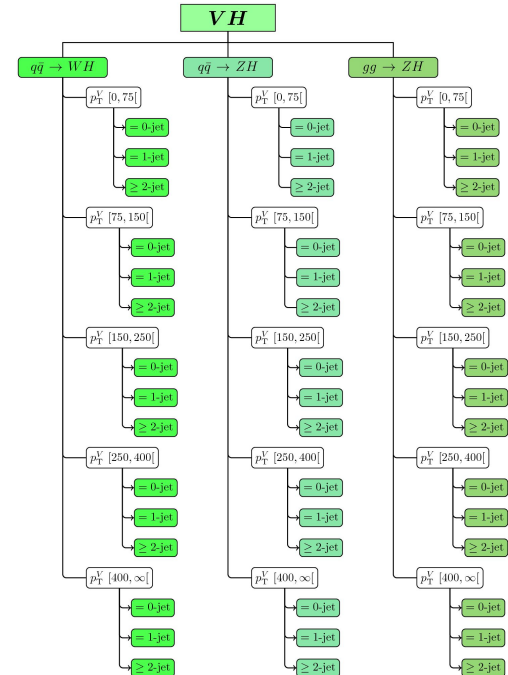 VH
qq̄ → WH
qq̄ → ZH
gg → ZH
p_T^V [0, 75[
p_T^V [0, 75[
p_T^V [0, 75[
= 0-jet
= 0-jet
= 0-jet
= 1-jet
= 1-jet
= 1-jet
≥ 2-jet
≥ 2-jet
≥ 2-jet
p_T^V [75, 150[
p_T^V [75, 150[
p_T^V [75, 150[
= 0-jet
= 0-jet
= 0-jet
= 1-jet
= 1-jet
= 1-jet
≥ 2-jet
≥ 2-jet
≥ 2-jet
p_T^V [150, 250[
p_T^V [150, 250[
p_T^V [150, 250[
= 0-jet
= 0-jet
= 0-jet
= 1-jet
= 1-jet
= 1-jet
≥ 2-jet
≥ 2-jet
≥ 2-jet
p_T^V [250, 400[
p_T^V [250, 400[
p_T^V [250, 400[
= 0-jet
= 0-jet
= 0-jet
= 1-jet
= 1-jet
= 1-jet
≥ 2-jet
≥ 2-jet
≥ 2-jet
p_T^V [400, ∞[
p_T^V [400, ∞[
p_T^V [400, ∞[
= 0-jet
= 0-jet
= 0-jet
= 1-jet
= 1-jet
= 1-jet
≥ 2-jet
≥ 2-jet
≥ 2-jet